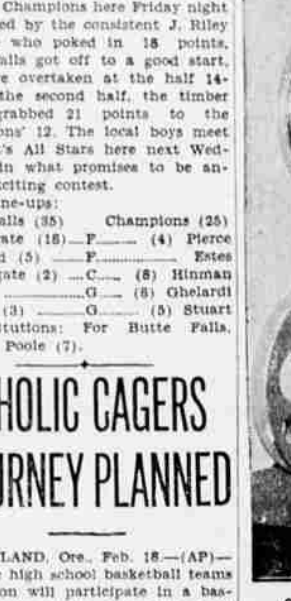 Champions here Friday night
ed by the consistent J. Riley
who poked in 18 points,
alls got off to a good start,
re overtaken at the half 14-
the second half, the timber
grabbed 21 points to the
ons' 12. The local boys meet
's All Stars here next Wed-
in what promises to be an-
citing contest.
ne-ups:
alls (35) Champions (25)
ate (18)....F.......... (4) Pierce
d (5) ........F................ Estes
gate (2) ....C.... (8) Hinman
................G.... (8) Ghelardi
(3) ..........G.... (5) Stuart
itutions: For Butte Falls,
Poole (7).
HOLIC CAGERS
URNEY PLANNED
LAND, Ore., Feb. 18.—(AP)—
c high school basketball teams
on will participate in a bas-